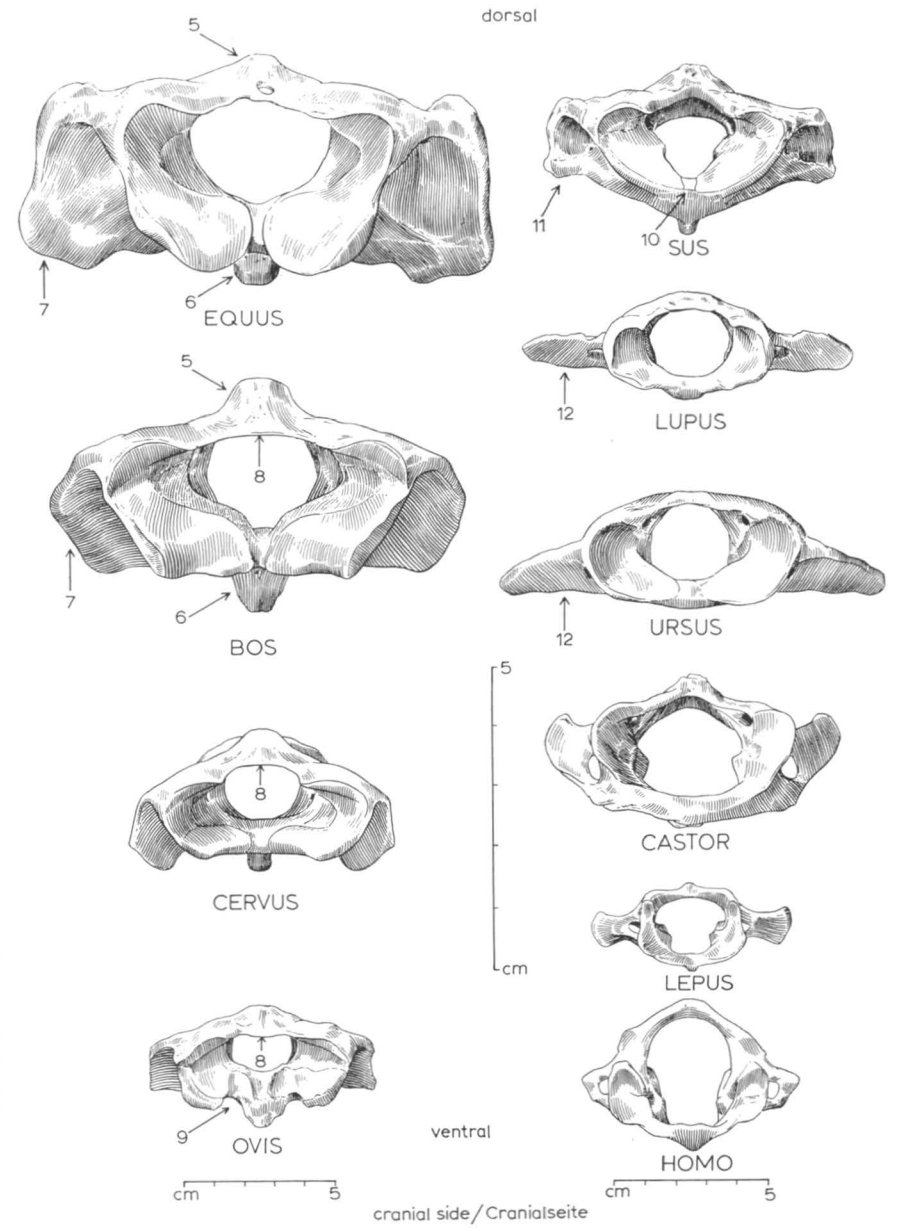 dorsal
5
7
6
EQUUS
11
10
SUS
5
8
7
6
BOS
12
LUPUS
12
URSUS
8
CERVUS
5
cm
CASTOR
LEPUS
8
9
OVIS
ventral
HOMO
cm 5
cm 5
cranial side/Cranialseite